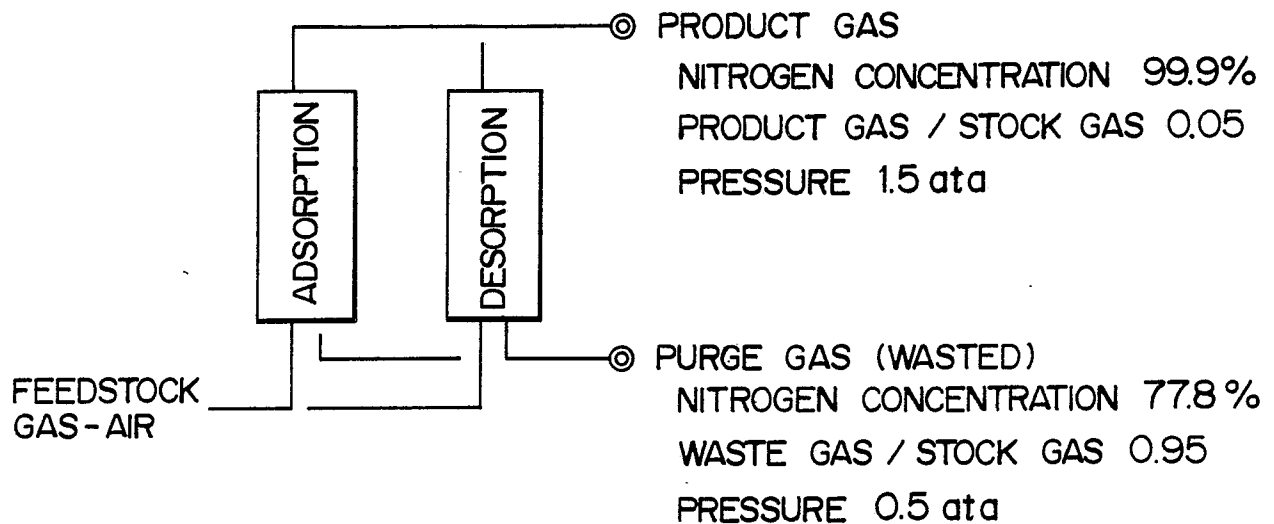 PRODUCT GAS
NITROGEN CONCENTRATION 99.9%
PRODUCT GAS / STOCK GAS 0.05
PRESSURE 1.5 ata
ADSORPTION
DESORPTION
PURGE GAS (WASTED)
NITROGEN CONCENTRATION 77.8%
WASTE GAS / STOCK GAS 0.95
PRESSURE 0.5 ata
FEEDSTOCK
GAS-AIR